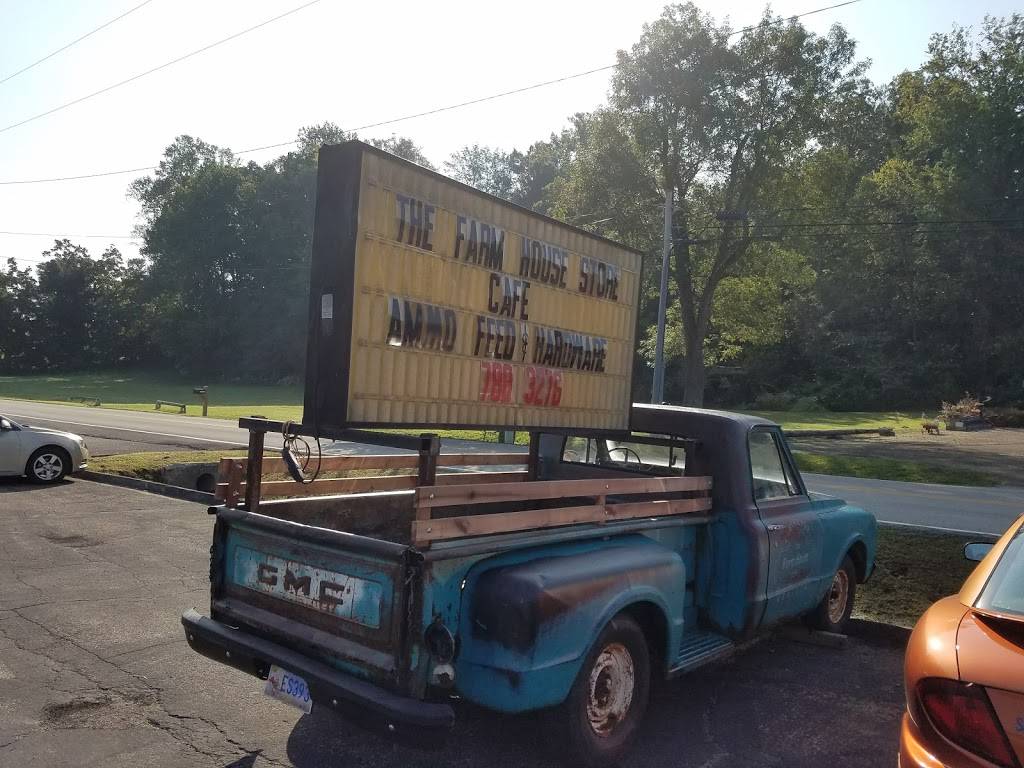 THE FARM HOUSE STORE
CAFE
AMMO FEED & HARDWARE
788 3276
GMC